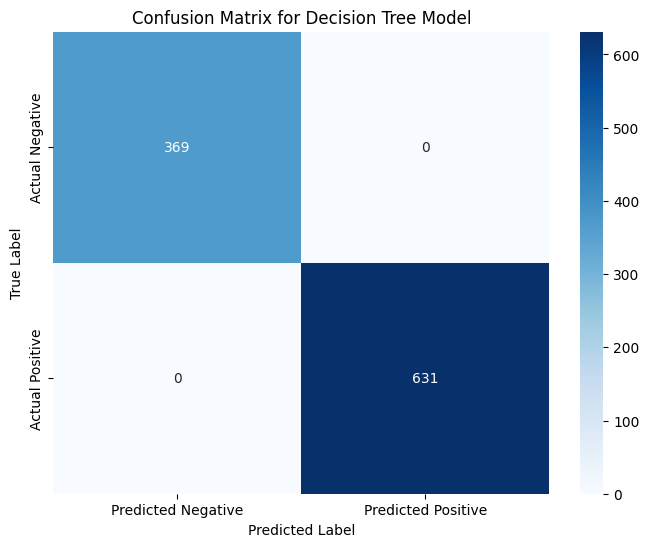 Confusion Matrix for Decision Tree Model
Actual Negative
369
0
600
500
400
300
200
100
0
True Label
Actual Positive
0
631
Predicted Negative
Predicted Positive
Predicted Label